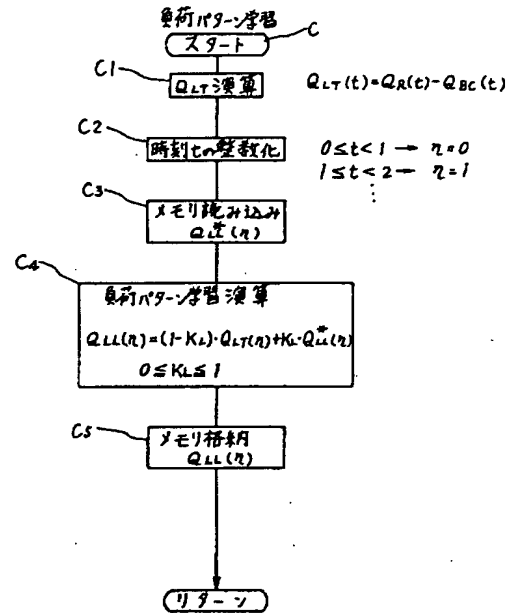 負荷パターン学習
スタート
C
C1
QLT 演算
QLT(t)=QR(t)-QBC(t)
C2
時刻tの整数化
0≤t<1 → n=0
1≤t<2 → n=1
⋮
C3
メモリ読み込み
QLL*(n)
C4
負荷パターン学習演算
QLL(n)=(1-KL)・QLT(n)+KL・QLL*(n)
0≤KL≤1
C5
メモリ格納
QLL(n)
リターン